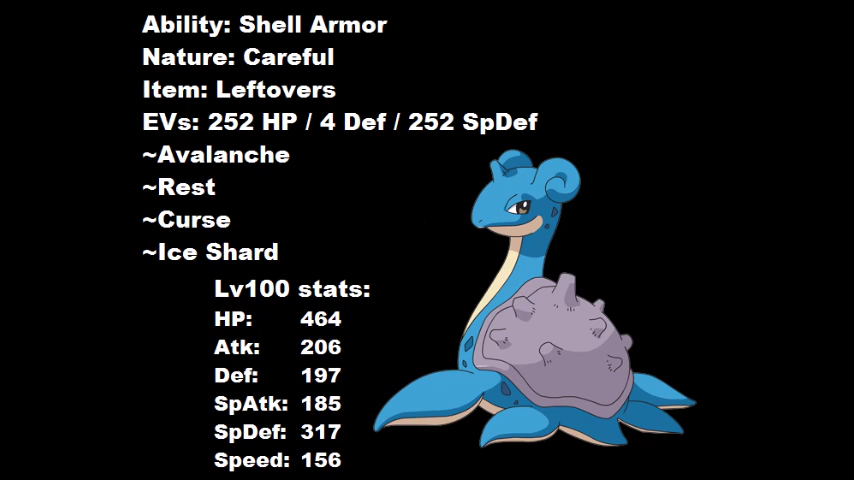 Ability: Shell Armor
Nature: Careful
Item: Leftovers
EVs: 252 HP / 4 Def / 252 SpDef
~Avalanche
~Rest
~Curse
~Ice Shard
Lv100 stats:
HP: 464
Atk: 206
Def: 197
SpAtk: 185
SpDef: 317
Speed: 156